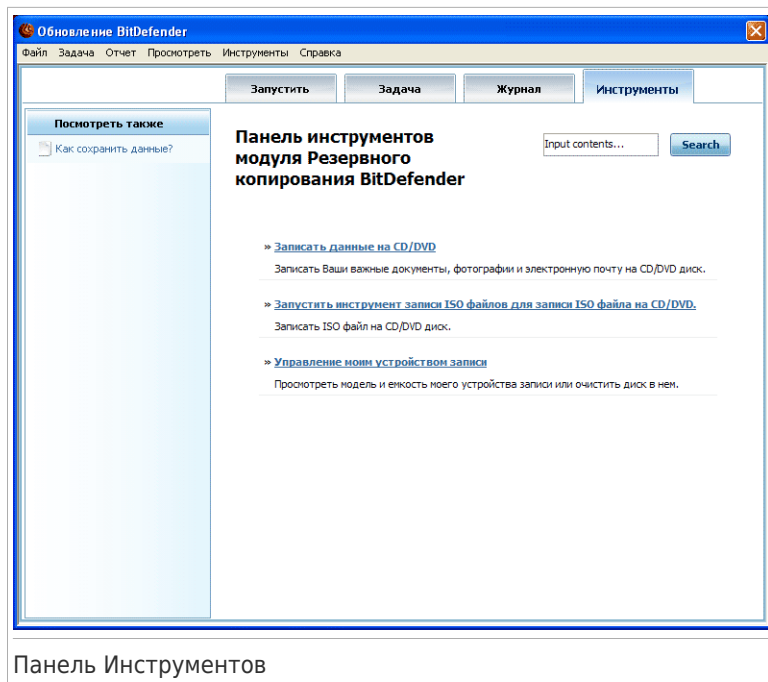 Обновление BitDefender
Файл Задача Отчет Просмотреть Инструменты Справка
Запустить Задача Журнал Инструменты
Посмотреть также
Как сохранить данные?
Панель инструментов
модуля Резервного
копирования BitDefender
Input contents... Search
» Записать данные на CD/DVD
Записать Ваши важные документы, фотографии и электронную почту на CD/DVD диск.
» Запустить инструмент записи ISO файлов для записи ISO файла на CD/DVD.
Записать ISO файл на CD/DVD диск.
» Управление моим устройством записи
Просмотреть модель и емкость моего устройства записи или очистить диск в нем.
Панель Инструментов